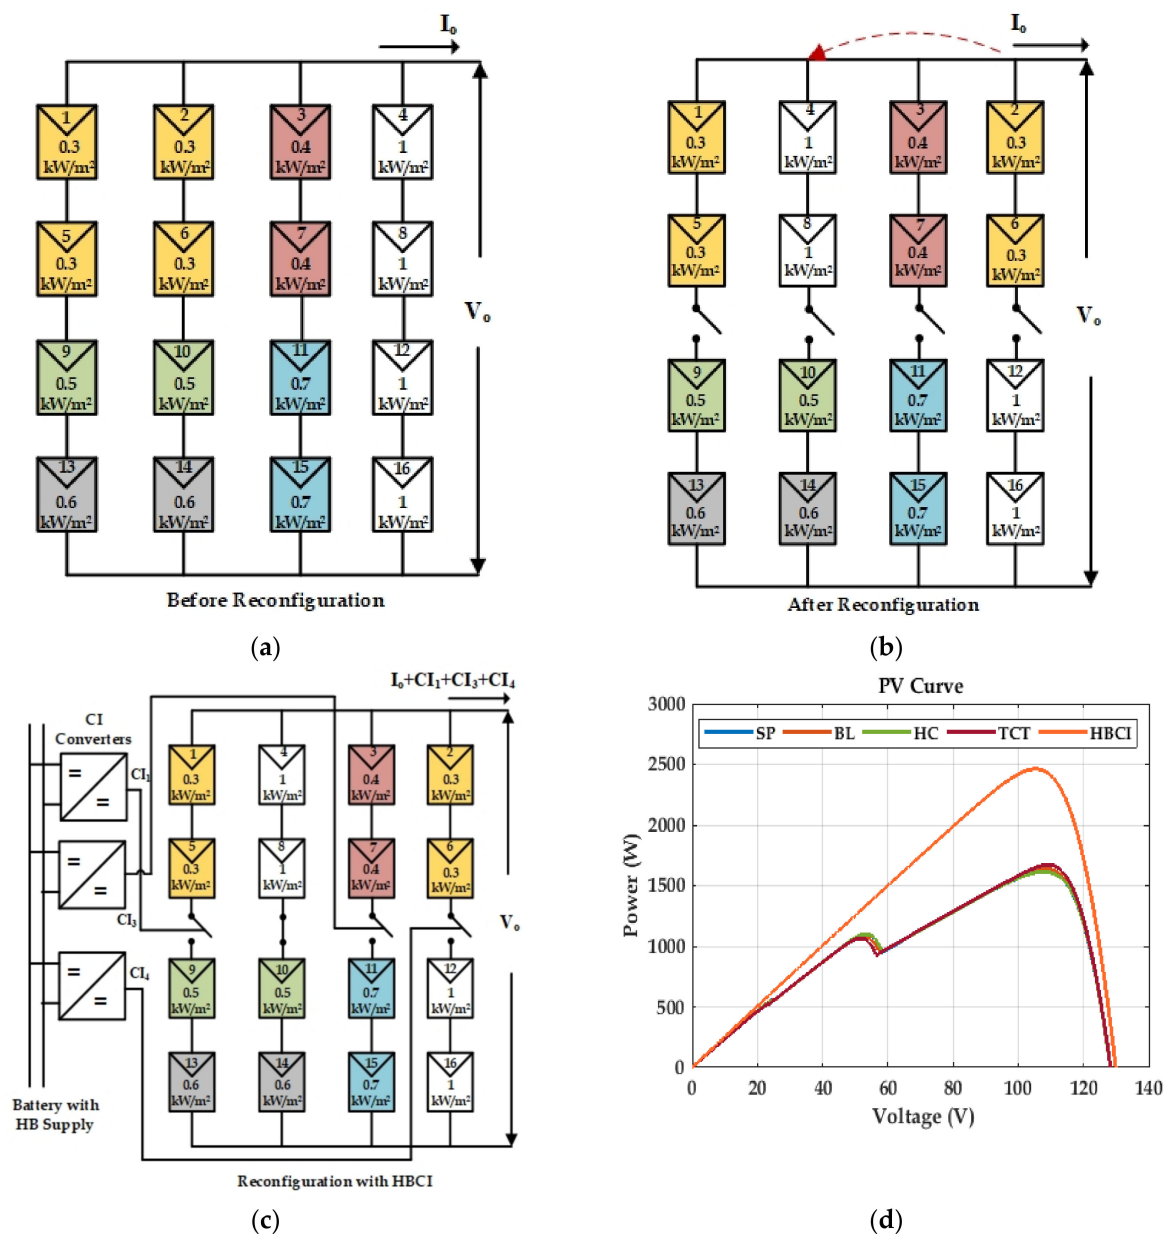 I₀
1 2 3 4
0.3 0.3 0.4 1
kW/m² kW/m² kW/m² kW/m²
5 6 7 8
0.3 0.3 0.4 1
kW/m² kW/m² kW/m² kW/m²
V₀
9 10 11 12
0.5 0.5 0.7 1
kW/m² kW/m² kW/m² kW/m²
13 14 15 16
0.6 0.6 0.7 1
kW/m² kW/m² kW/m² kW/m²
Before Reconfiguration
(a)
I₀
1 4 3 2
0.3 1 0.4 0.3
kW/m² kW/m² kW/m² kW/m²
5 8 7 6
0.3 1 0.4 0.3
kW/m² kW/m² kW/m² kW/m²
V₀
9 10 11 12
0.5 0.5 0.7 1
kW/m² kW/m² kW/m² kW/m²
13 14 15 16
0.6 0.6 0.7 1
kW/m² kW/m² kW/m² kW/m²
After Reconfiguration
(b)
I₀+CI₁+CI₃+CI₄
CI
Converters
= =
CI₁
= =
CI₃
= =
CI₄
1 4 3 2
0.3 1 0.4 0.3
kW/m² kW/m² kW/m² kW/m²
5 8 7 6
0.3 1 0.4 0.3
kW/m² kW/m² kW/m² kW/m²
V₀
9 10 11 12
0.5 0.5 0.7 1
kW/m² kW/m² kW/m² kW/m²
13 14 15 16
0.6 0.6 0.7 1
kW/m² kW/m² kW/m² kW/m²
Battery with
HB Supply
Reconfiguration with HBCI
(c)
PV Curve
SP BL HC TCT HBCI
3000
2500
2000
1500
1000
500
0
Power (W)
0 20 40 60 80 100 120 140
Voltage (V)
(d)